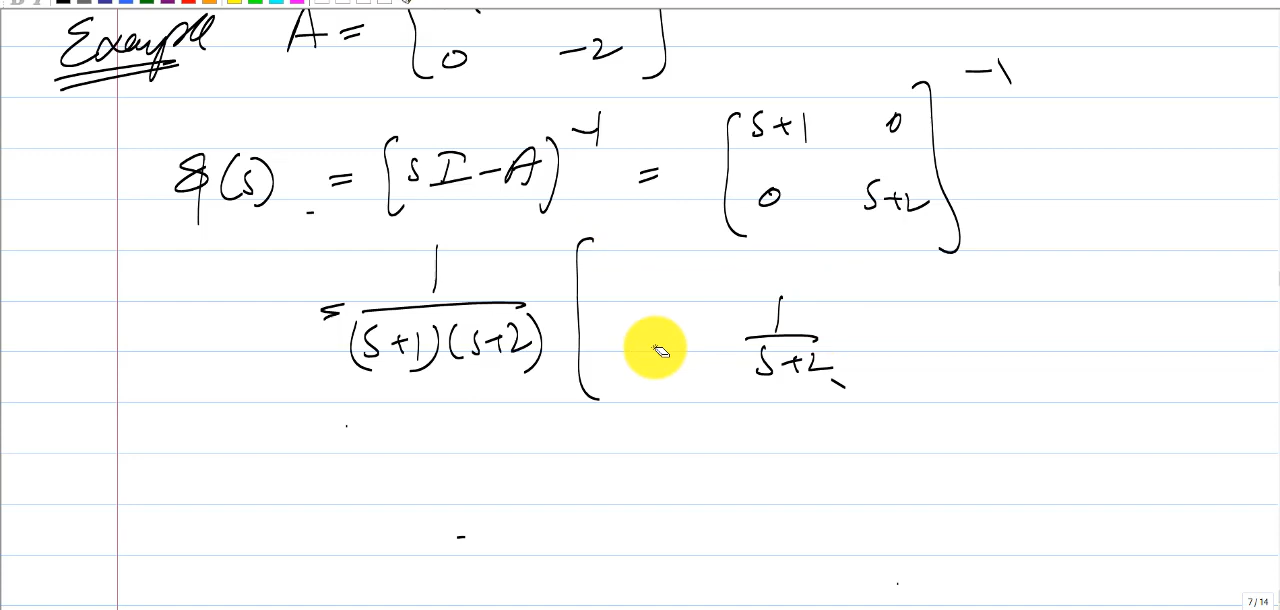 Example A = [ 0 -2 ]
φ(s) = [sI-A]^-1 = [ s+1 0
0 s+2 ]^-1
= 1/((s+1)(s+2)) [ 1/(s+2)
7 / 14